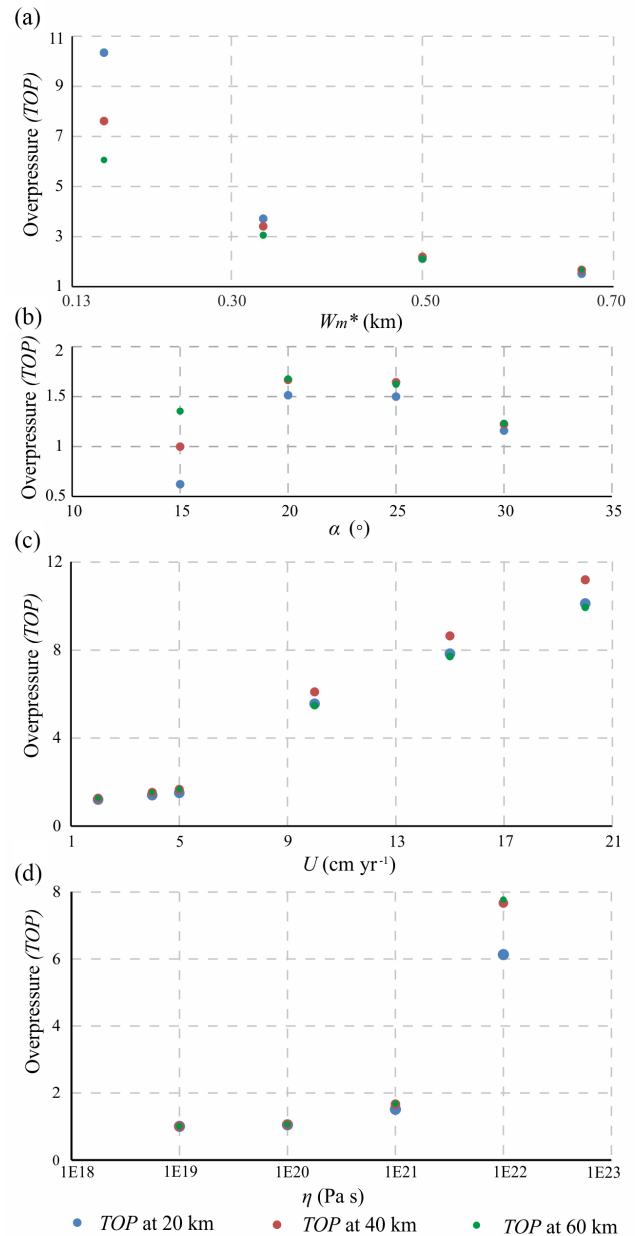 (a)
11
9
7
5
3
1
Overpressure (TOP)
0.13 0.30 0.50 0.70
Wm* (km)
(b)
2
1.5
1
0.5
Overpressure (TOP)
10 15 20 25 30 35
α (°)
(c)
12
8
4
0
Overpressure (TOP)
1 5 9 13 17 21
U (cm yr-1)
(d)
8
6
4
2
0
Overpressure (TOP)
1E18 1E19 1E20 1E21 1E22 1E23
η (Pa s)
TOP at 20 km TOP at 40 km TOP at 60 km